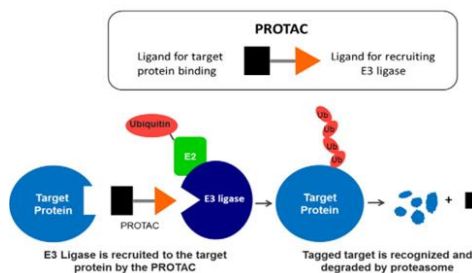 PROTAC
Ligand for target
protein binding
Ligand for recruiting
E3 ligase
Ubiquitin
E2
Ub
Ub
Ub
Ub
Target
Protein
PROTAC
E3 ligase
Target
Protein
+
E3 Ligase is recruited to the target
protein by the PROTAC
Tagged target is recognized and
degraded by proteasome